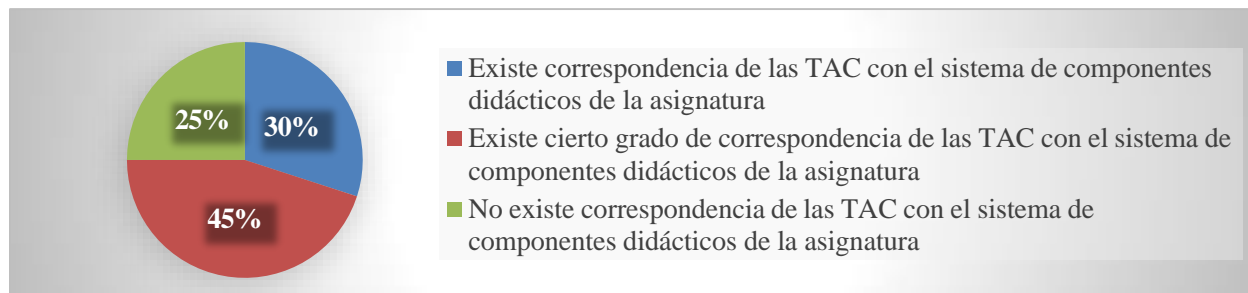 25%
30%
45%
Existe correspondencia de las TAC con el sistema de componentes
didácticos de la asignatura
Existe cierto grado de correspondencia de las TAC con el sistema de
componentes didácticos de la asignatura
No existe correspondencia de las TAC con el sistema de
componentes didácticos de la asignatura